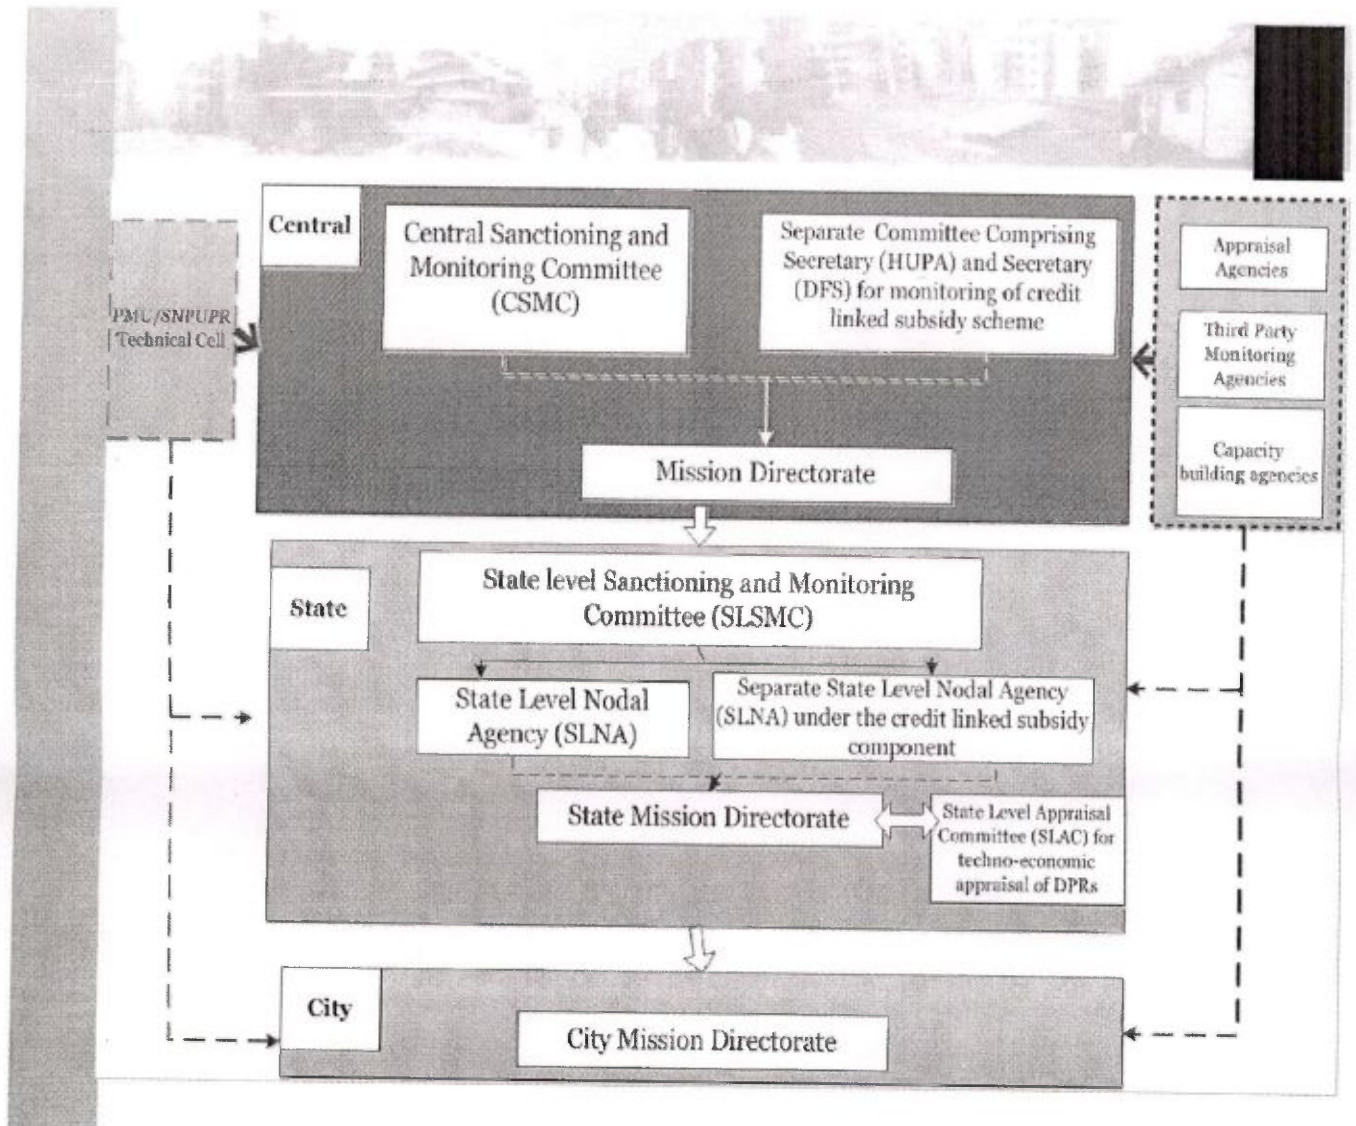 Central
Central Sanctioning and
Monitoring Committee
(CSMC)
Separate Committee Comprising
Secretary (HUPA) and Secretary
(DFS) for monitoring of credit
linked subsidy scheme
Appraisal
Agencies
PMU/SNPUPR
Technical Cell
Third Party
Monitoring
Agencies
Mission Directorate
Capacity
building agencies
State
State level Sanctioning and Monitoring
Committee (SLSMC)
State Level Nodal
Agency (SLNA)
Separate State Level Nodal Agency
(SLNA) under the credit linked subsidy
component
State Mission Directorate
State Level Appraisal
Committee (SLAC) for
techno-economic
appraisal of DPRs
City
City Mission Directorate